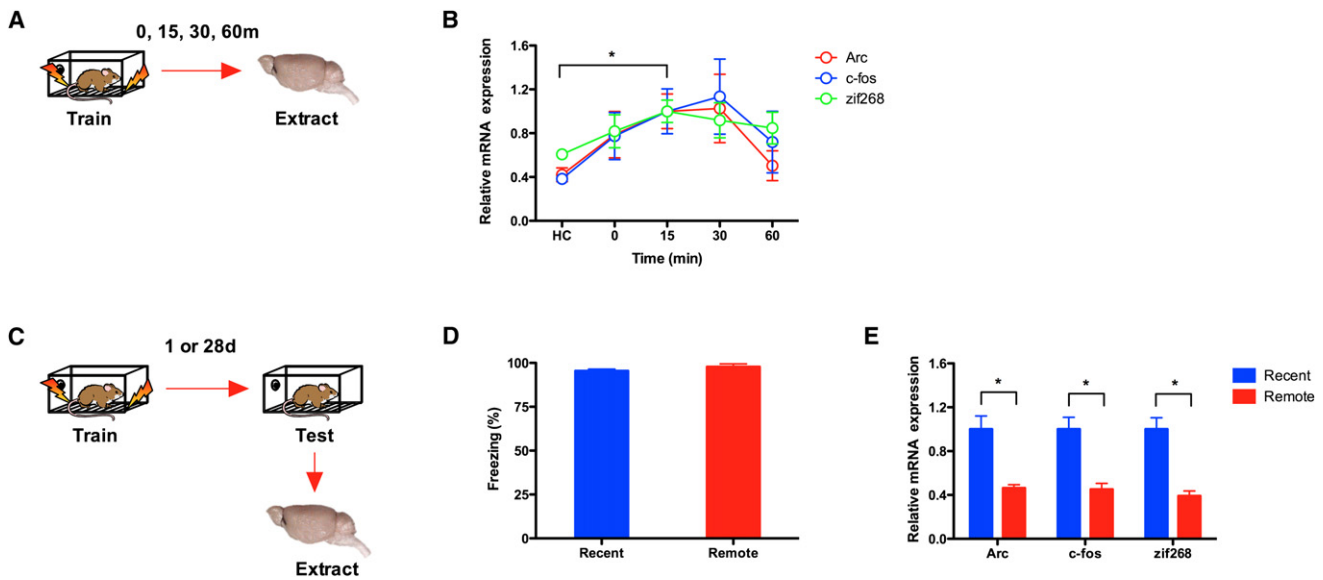 A
0, 15, 30, 60m
Train
Extract
B
Relative mRNA expression
1.6
1.2
0.8
0.4
0.0
HC
0
15
30
60
Time (min)
*
Arc
c-fos
zif268
C
1 or 28d
Train
Test
Extract
D
Freezing (%)
100
75
50
25
0
Recent
Remote
E
Relative mRNA expression
1.6
1.2
0.8
0.4
0.0
*
*
*
Arc
c-fos
zif268
Recent
Remote